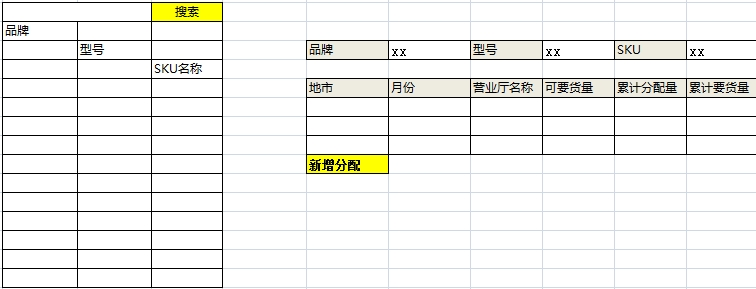 搜索
品牌
型号
SKU名称
品牌 xx 型号 xx SKU xx
地市 月份 营业厅名称 可要货量 累计分配量 累计要货量
新增分配